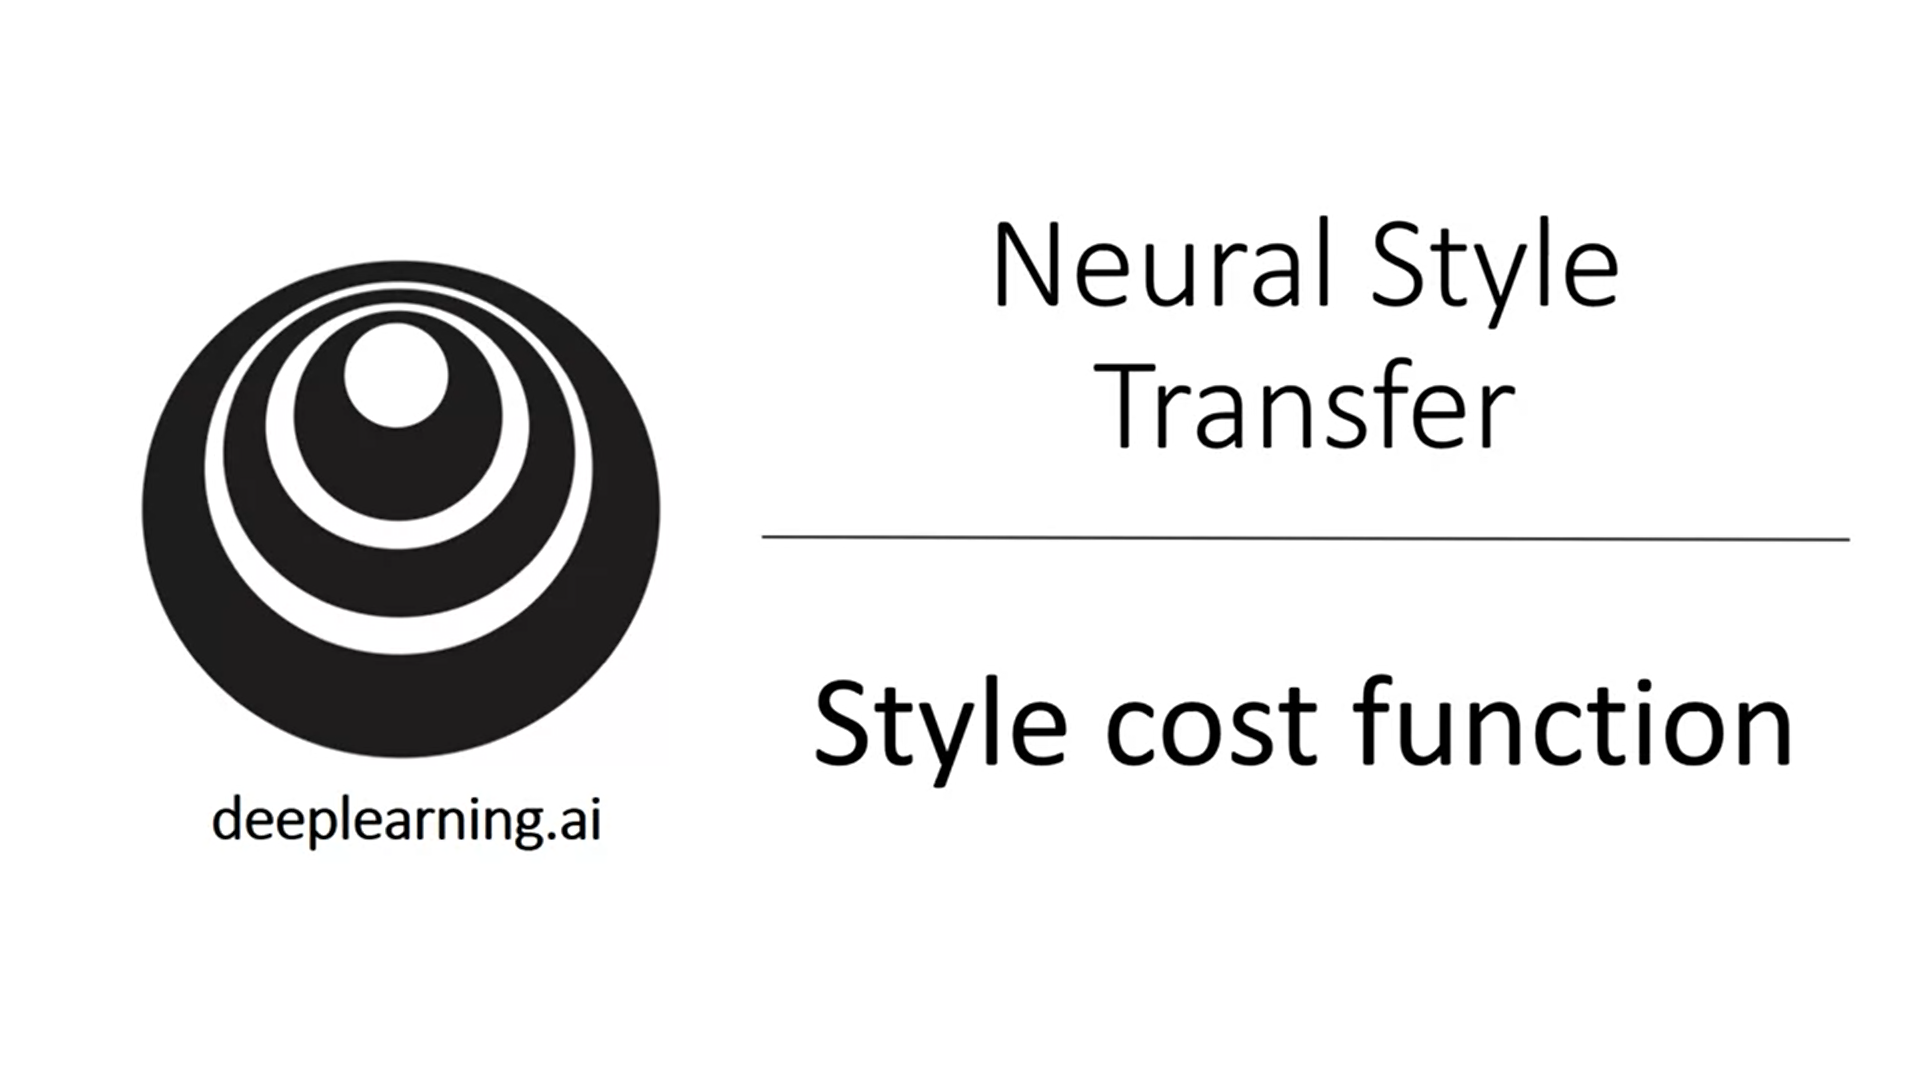 Neural Style
Transfer
Style cost function
deeplearning.ai